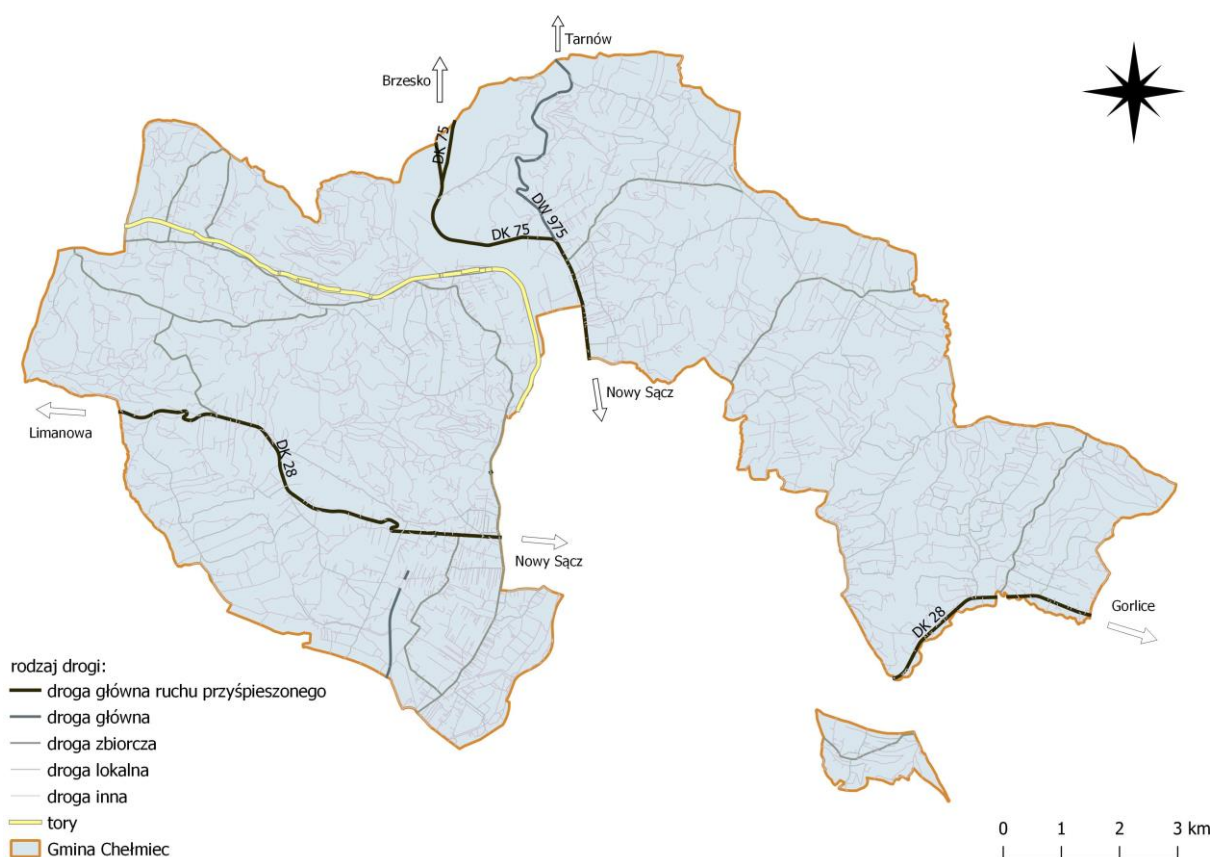 Tarnów
Brzesko
DK 75
DW 975
DK 75
Nowy Sącz
Limanowa
DK 28
Nowy Sącz
Gorlice
DK 28
rodzaj drogi:
droga główna ruchu przyśpieszonego
droga główna
droga zbiorcza
droga lokalna
droga inna
tory
Gmina Chełmiec
0 1 2 3 km